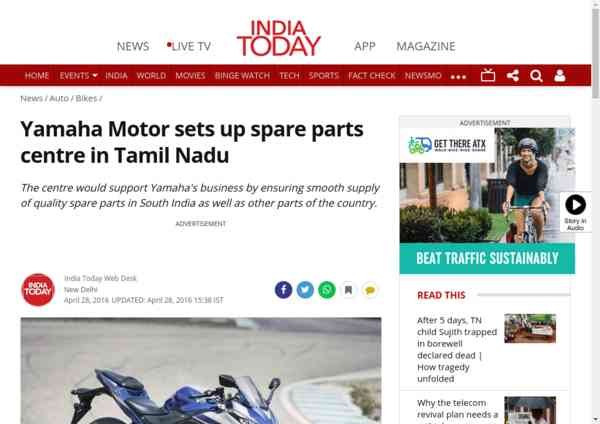 NEWS
LIVE TV
INDIA
TODAY
APP
MAGAZINE
HOME EVENTS INDIA WORLD MOVIES BINGE WATCH TECH SPORTS FACT CHECK NEWSMO
News / Auto / Bikes /
Yamaha Motor sets up spare parts
centre in Tamil Nadu
The centre would support Yamaha's business by ensuring smooth supply
of quality spare parts in South India as well as other parts of the country.
ADVERTISEMENT
INDIA
TODAY
India Today Web Desk
New Delhi
April 28, 2016 UPDATED: April 28, 2016 15:38 IST
ADVERTISEMENT
GET THERE ATX
BEAT TRAFFIC SUSTAINABLY
Story in
Audio
READ THIS
After 5 days, TN
child Sujith trapped
in borewell
declared dead |
How tragedy
unfolded
Why the telecom
revival plan needs a